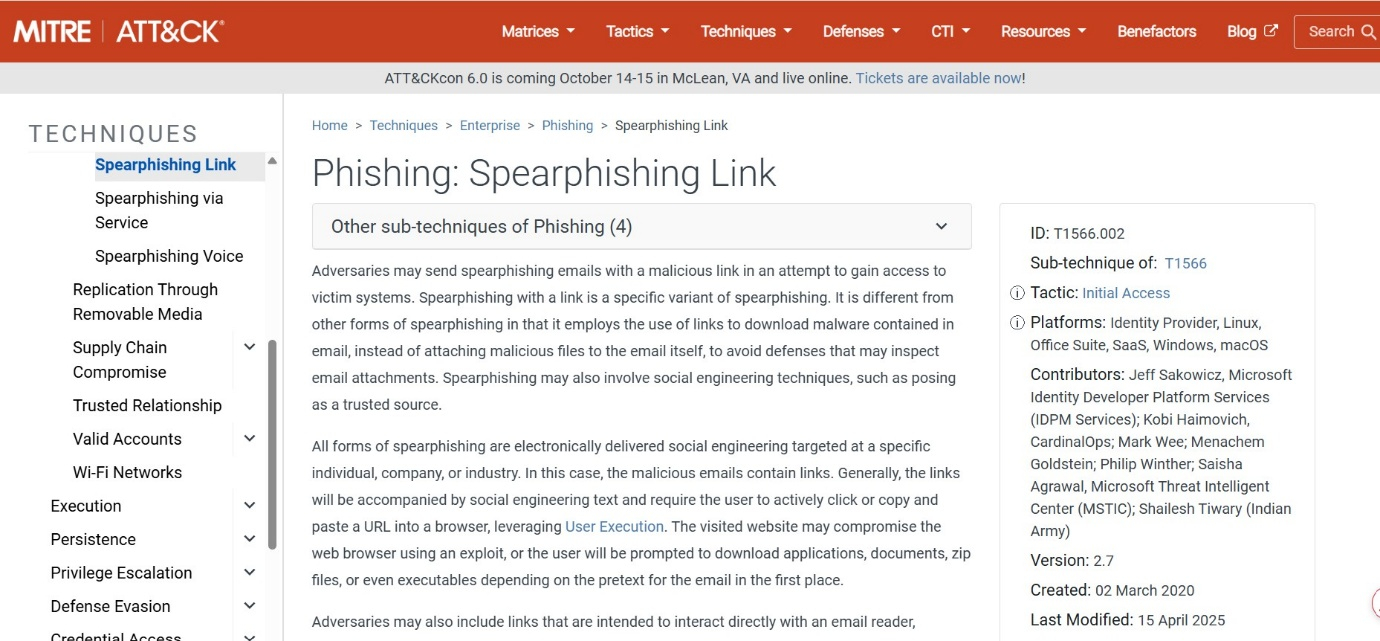 MITRE | ATT&CK®
Matrices
Tactics
Techniques
Defenses
CTI
Resources
Benefactors
Blog
Search
ATT&CKcon 6.0 is coming October 14-15 in McLean, VA and live online. Tickets are available now!
TECHNIQUES
Spearphishing Link
Spearphishing via
Service
Spearphishing Voice
Replication Through
Removable Media
Supply Chain
Compromise
Trusted Relationship
Valid Accounts
Wi-Fi Networks
Execution
Persistence
Privilege Escalation
Defense Evasion
Credential Access
Home > Techniques > Enterprise > Phishing > Spearphishing Link
Phishing: Spearphishing Link
Other sub-techniques of Phishing (4)
Adversaries may send spearphishing emails with a malicious link in an attempt to gain access to
victim systems. Spearphishing with a link is a specific variant of spearphishing. It is different from
other forms of spearphishing in that it employs the use of links to download malware contained in
email, instead of attaching malicious files to the email itself, to avoid defenses that may inspect
email attachments. Spearphishing may also involve social engineering techniques, such as posing
as a trusted source.
All forms of spearphishing are electronically delivered social engineering targeted at a specific
individual, company, or industry. In this case, the malicious emails contain links. Generally, the links
will be accompanied by social engineering text and require the user to actively click or copy and
paste a URL into a browser, leveraging User Execution. The visited website may compromise the
web browser using an exploit, or the user will be prompted to download applications, documents, zip
files, or even executables depending on the pretext for the email in the first place.
Adversaries may also include links that are intended to interact directly with an email reader,
ID: T1566.002
Sub-technique of: T1566
Tactic: Initial Access
Platforms: Identity Provider, Linux,
Office Suite, SaaS, Windows, macOS
Contributors: Jeff Sakowicz, Microsoft
Identity Developer Platform Services
(IDPM Services); Kobi Haimovich,
CardinalOps; Mark Wee; Menachem
Goldstein; Philip Winther; Saisha
Agrawal, Microsoft Threat Intelligent
Center (MSTIC); Shailesh Tiwary (Indian
Army)
Version: 2.7
Created: 02 March 2020
Last Modified: 15 April 2025